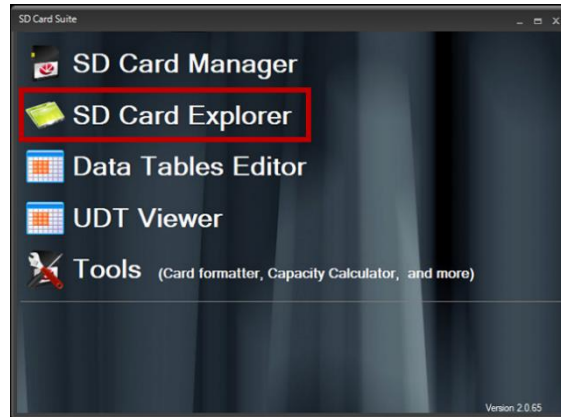 SD Card Suite
SD Card Manager
SD Card Explorer
Data Tables Editor
UDT Viewer
Tools (Card formatter, Capacity Calculator, and more)
Version 2.0.65